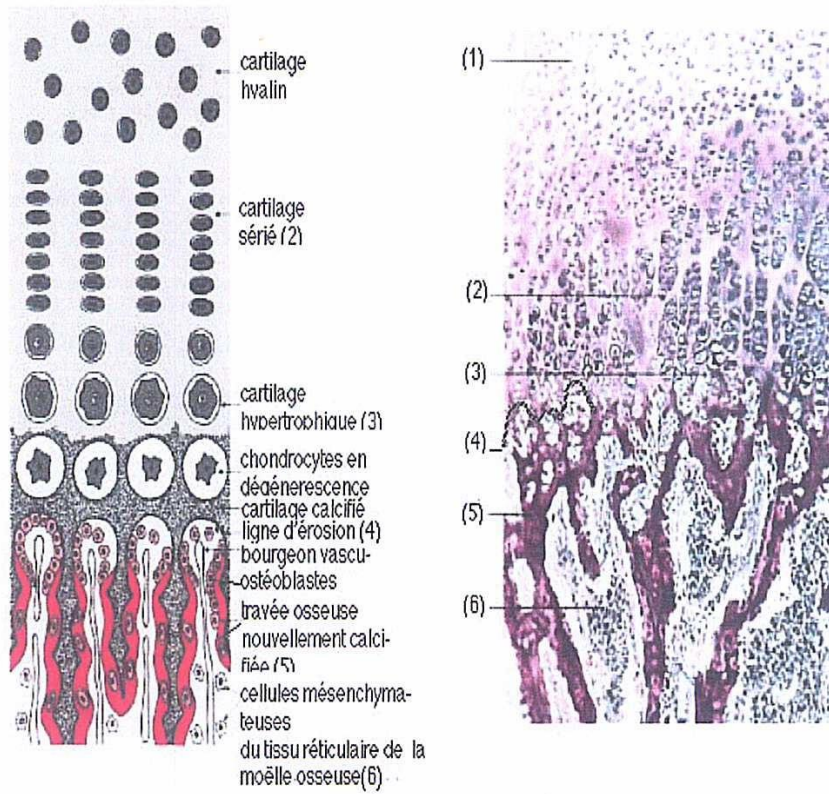 cartilage
hyalin
cartilage
sérié (2)
cartilage
hypertrophique (3)
chondrocytes en
dégénerescence
cartilage calcifié
ligne d'érosion (4)
bourgeon vascu-
ostéoblastes
travée osseuse
nouvellement calci-
fiée (5)
cellules mésenchyma-
teuses
du tissu réticulaire de la
moëlle osseuse(6)
(1)
(2)
(3)
(4)
(5)
(6)